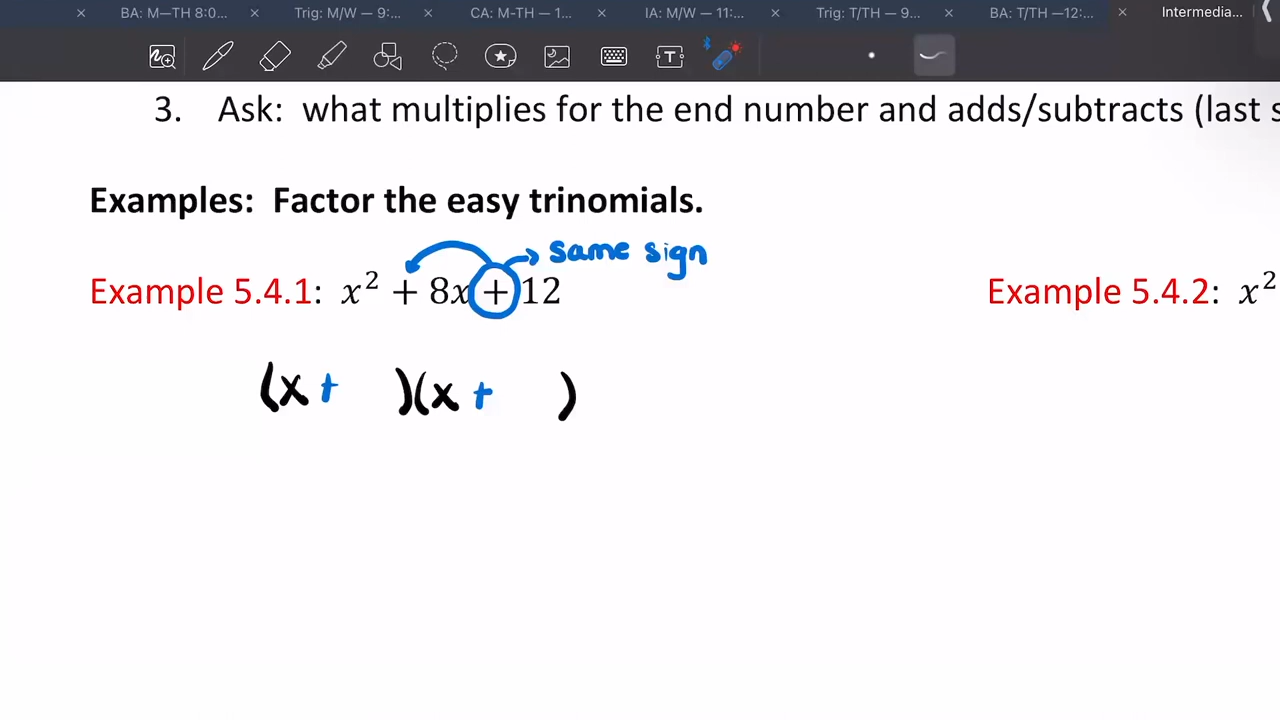 BA: M—TH 8:0... Trig: M/W — 9:... CA: M-TH — 1... IA: M/W — 11:... Trig: T/TH — 9... BA: T/TH —12:... Intermedia...
3. Ask: what multiplies for the end number and adds/subtracts (last s
Examples: Factor the easy trinomials.
same sign
Example 5.4.1: x² + 8x + 12 Example 5.4.2: x²
(x + )(x + )